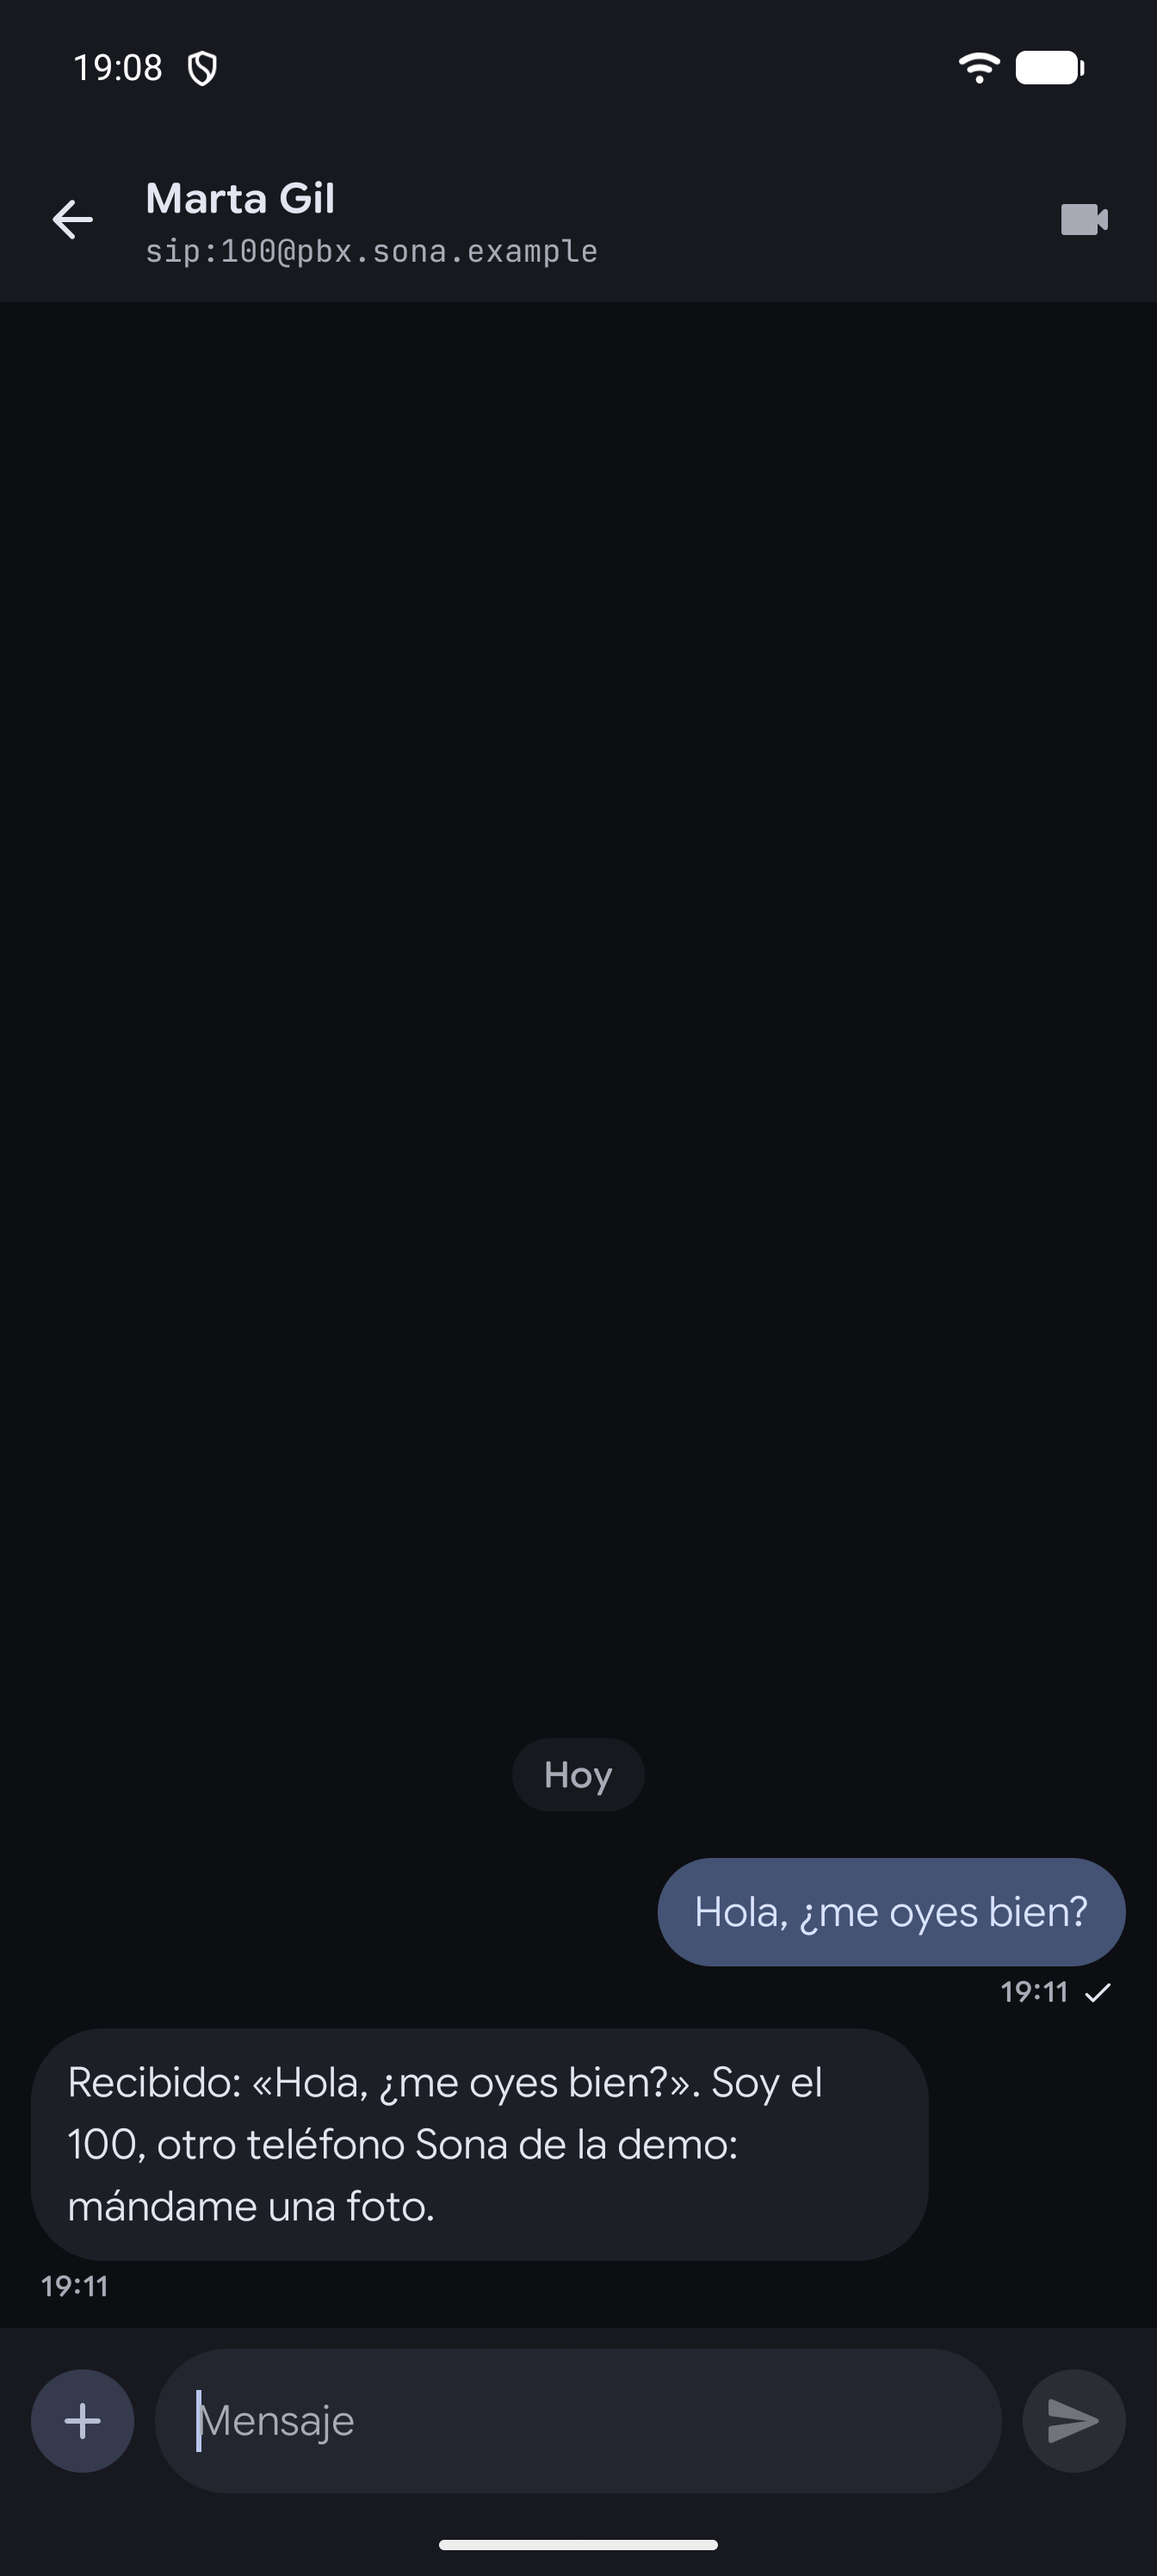 19:08
Marta Gil
sip:100@pbx.sona.example
Hoy
Hola, ¿me oyes bien?
19:11
Recibido: «Hola, ¿me oyes bien?». Soy el
100, otro teléfono Sona de la demo:
mándame una foto.
19:11
Mensaje